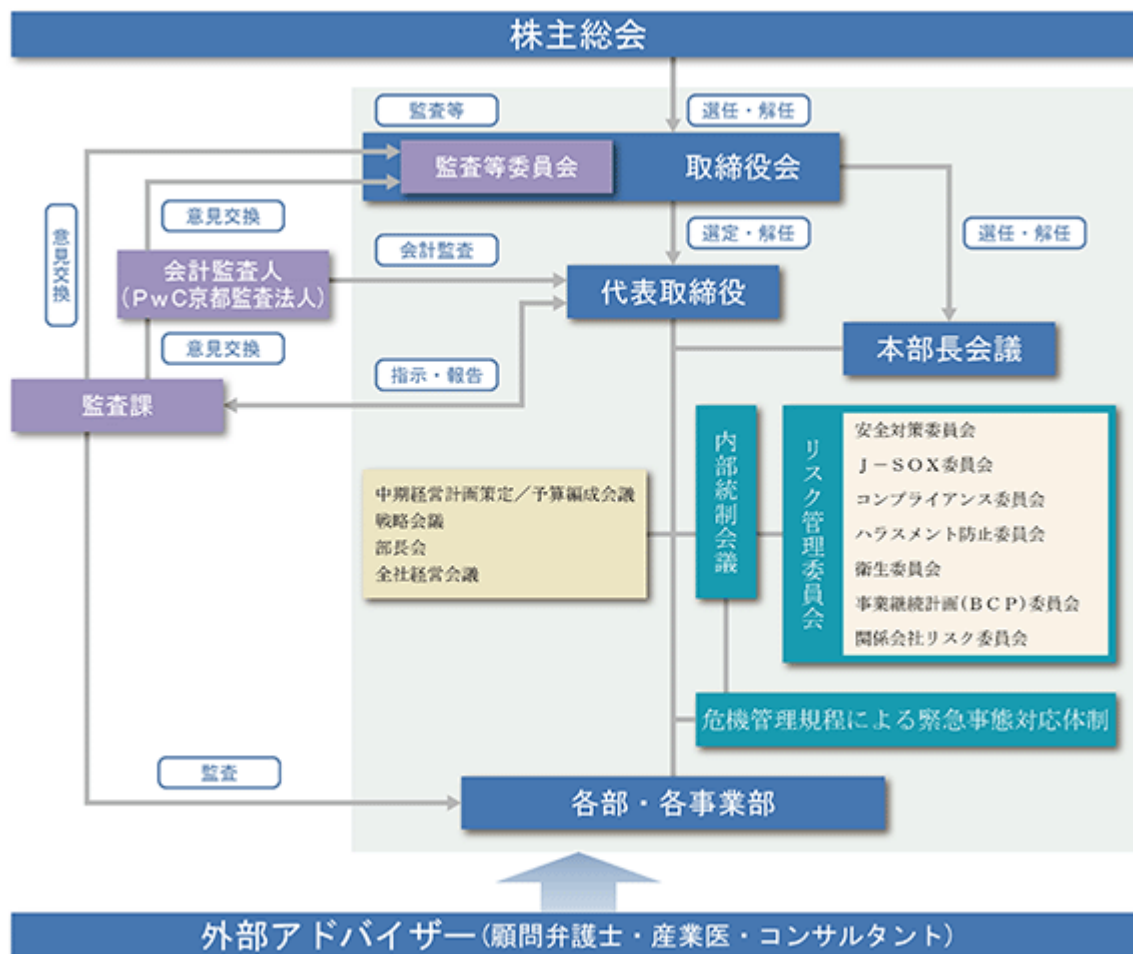 株主総会
監査等
選任・解任
監査等委員会
取締役会
意見交換
意見交換
選定・解任
選任・解任
会計監査
会計監査人
(PwC京都監査法人)
代表取締役
意見交換
本部長会議
指示・報告
監査課
中期経営計画策定／予算編成会議
戦略会議
部長会
全社経営会議
内部統制会議
リスク管理委員会
安全対策委員会
J－SOX委員会
コンプライアンス委員会
ハラスメント防止委員会
衛生委員会
事業継続計画(BCP)委員会
関係会社リスク委員会
危機管理規程による緊急事態対応体制
監査
各部・各事業部
外部アドバイザー(顧問弁護士・産業医・コンサルタント)